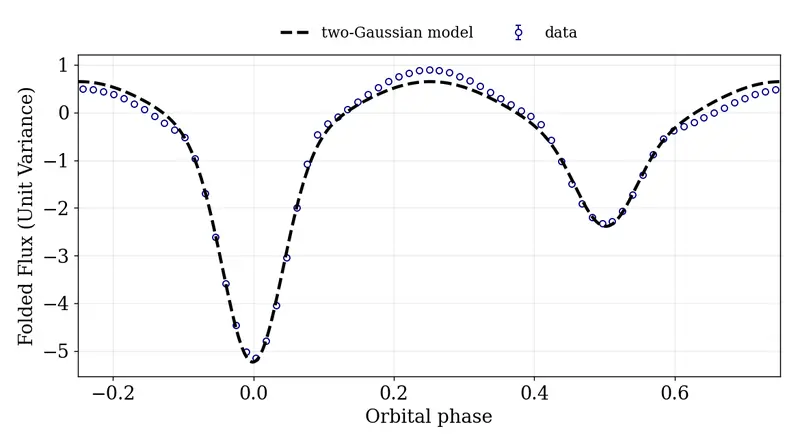 two-Gaussian model data
Folded Flux (Unit Variance)
1
0
−1
−2
−3
−4
−5
−0.2 0.0 0.2 0.4 0.6
Orbital phase